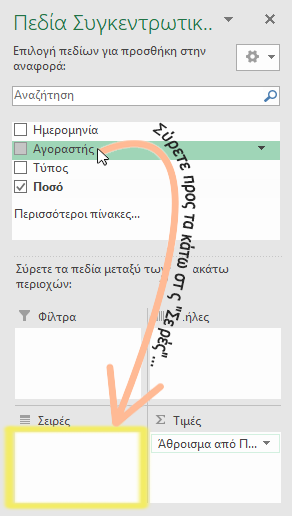 Πεδία Συγκεντρωτικ...
Επιλογή πεδίων για προσθήκη στην
αναφορά:
Αναζήτηση
Ημερομηνία
Αγοραστής
Τύπος
Ποσό
Περισσότεροι πίνακες...
Σύρετε προς τα κάτω στις "Σειρές"...
Σύρετε τα πεδία μεταξύ των
περιοχών:
Φίλτρα
Σειρές
Τιμές
Άθροισμα από Π...